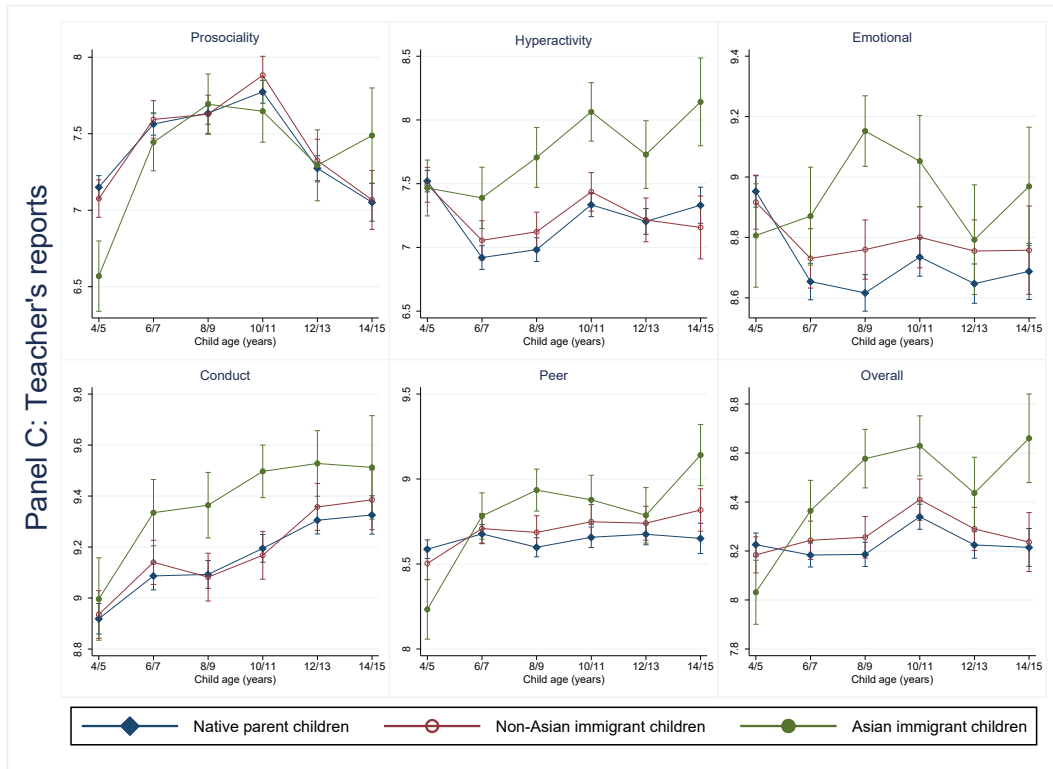 Panel C: Teacher's reports
Prosociality
8
7.5
7
6.5
4/5 6/7 8/9 10/11 12/13 14/15
Child age (years)
Hyperactivity
8.5
8
7.5
7
6.5
4/5 6/7 8/9 10/11 12/13 14/15
Child age (years)
Emotional
9.4
9.2
9
8.8
8.6
4/5 6/7 8/9 10/11 12/13 14/15
Child age (years)
Conduct
9.8
9.6
9.4
9.2
9
8.8
4/5 6/7 8/9 10/11 12/13 14/15
Child age (years)
Peer
9.5
9
8.5
8
4/5 6/7 8/9 10/11 12/13 14/15
Child age (years)
Overall
8.8
8.6
8.4
8.2
8
7.8
4/5 6/7 8/9 10/11 12/13 14/15
Child age (years)
Native parent children Non-Asian immigrant children Asian immigrant children